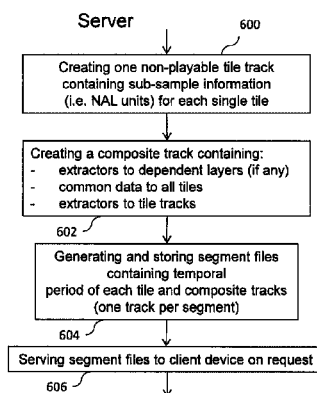 Server
600
Creating one non-playable tile track
containing sub-sample information
(i.e. NAL units) for each single tile
Creating a composite track containing:
- extractors to dependent layers (if any)
- common data to all tiles
- extractors to tile tracks
602
Generating and storing segment files
containing temporal
period of each tile and composite tracks
(one track per segment)
604
Serving segment files to client device on request
606